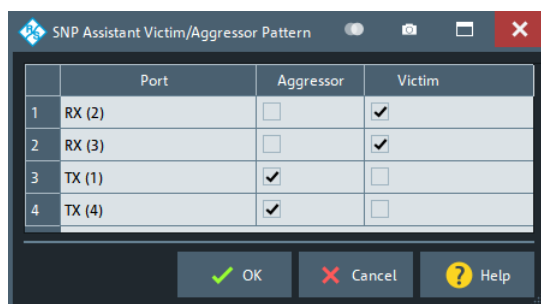 SNP Assistant Victim/Aggressor Pattern
Port Aggressor Victim
1 RX (2)
2 RX (3)
3 TX (1)
4 TX (4)
OK Cancel ? Help